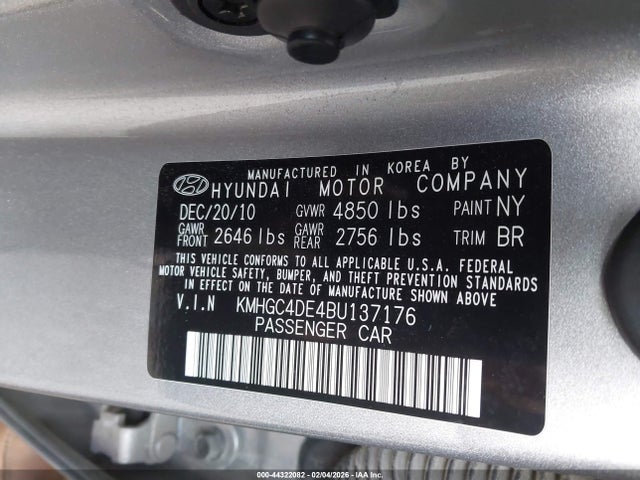 MANUFACTURED IN KOREA BY
HYUNDAI MOTOR COMPANY
DEC/20/10 GVWR 4850 lbs PAINT NY
GAWR FRONT 2646 lbs GAWR REAR 2756 lbs TRIM BR
THIS VEHICLE CONFORMS TO ALL APPLICABLE U.S.A. FEDERAL
MOTOR VEHICLE SAFETY, BUMPER, AND THEFT PREVENTION STANDARDS
IN EFFECT ON THE DATE OF MANUFACTURE SHOWN ABOVE
V.I.N KMHGC4DE4BU137176
PASSENGER CAR
000-44322082 - 02/04/2026 - IAA Inc.